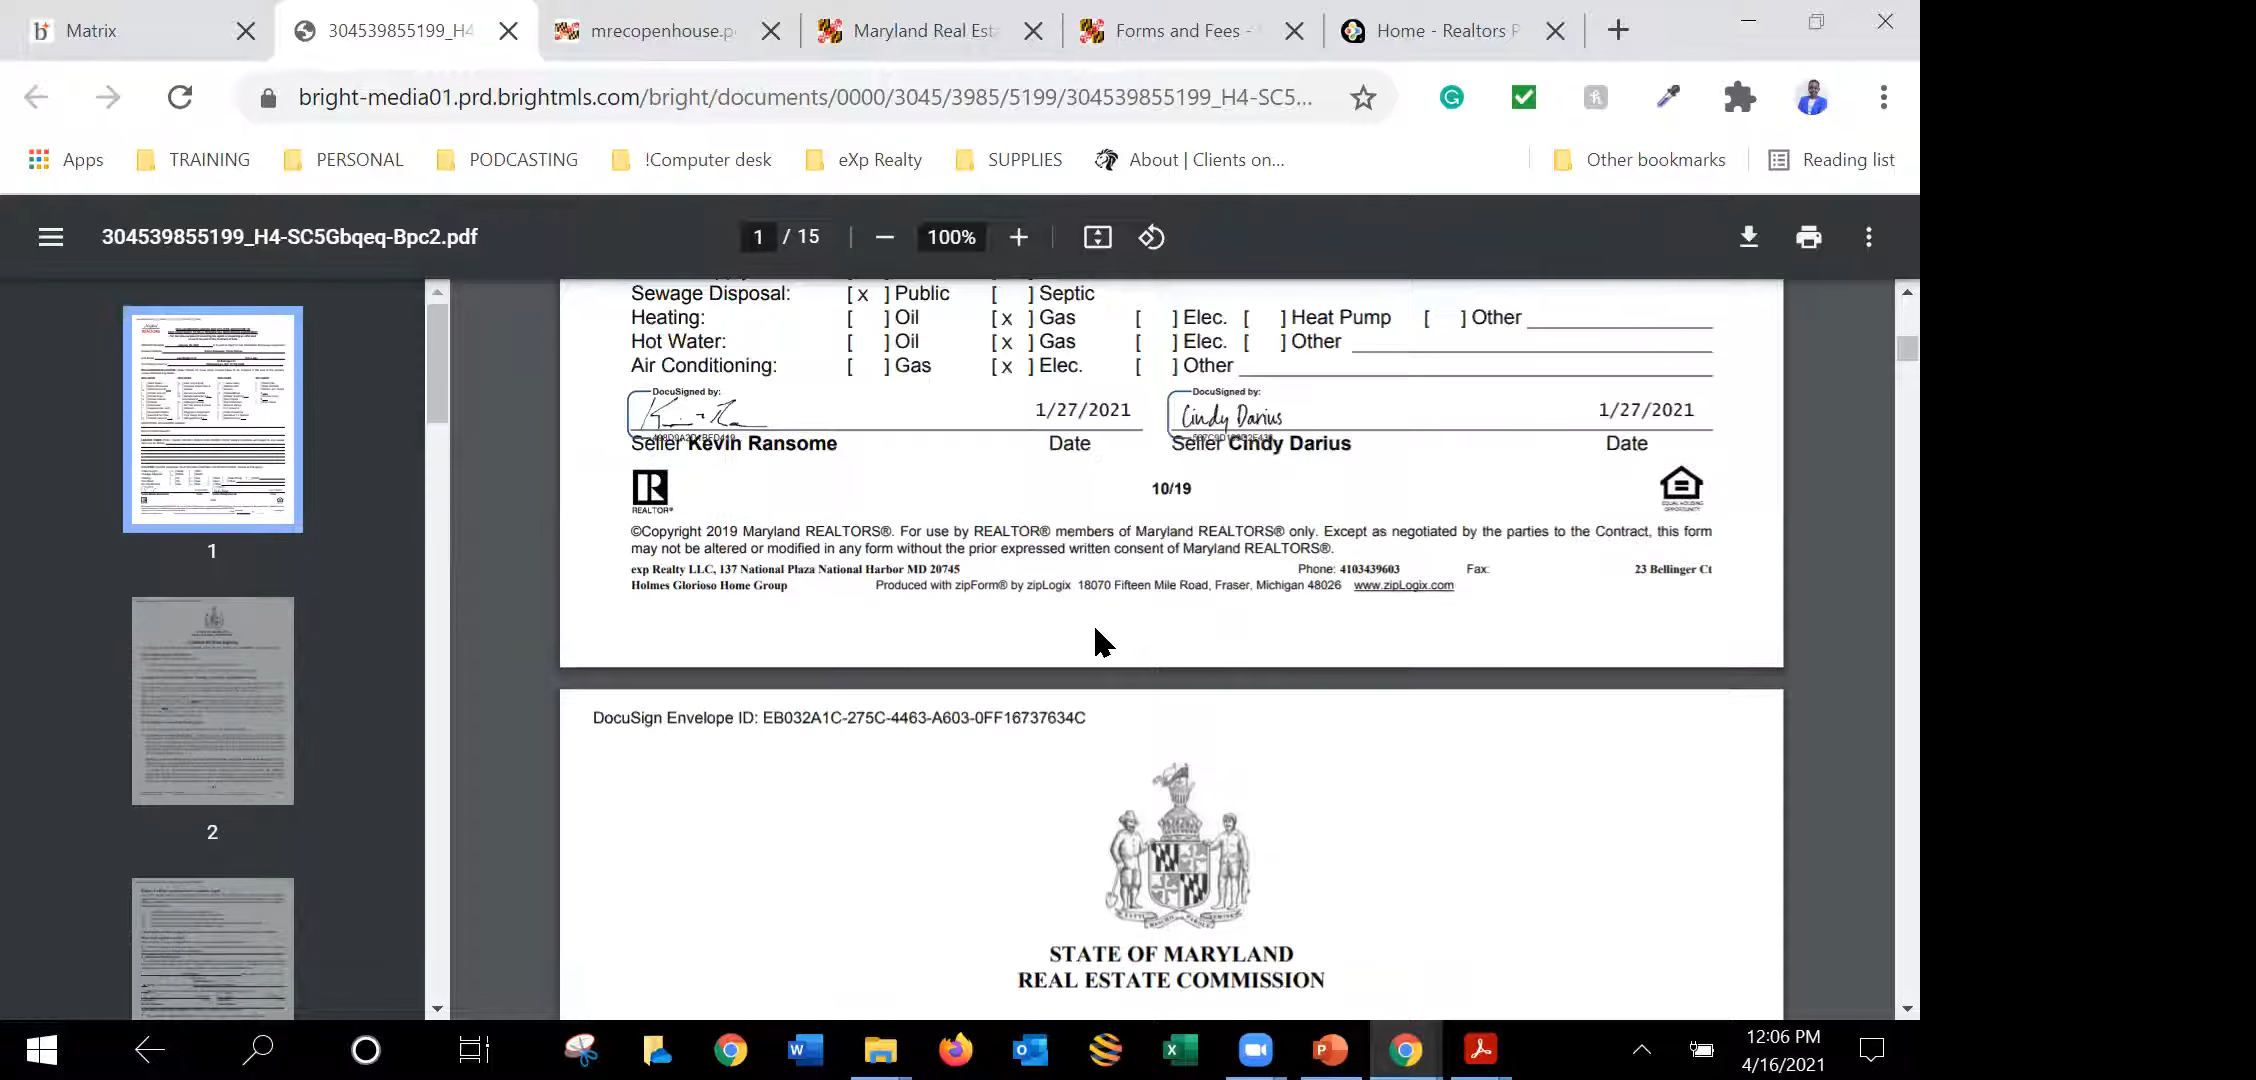 Matrix
304539855199_H4
mrecopenhouse.p
Maryland Real Est
Forms and Fees -
Home - Realtors P
bright-media01.prd.brightmls.com/bright/documents/0000/3045/3985/5199/304539855199_H4-SC5...
Apps
TRAINING
PERSONAL
PODCASTING
!Computer desk
eXp Realty
SUPPLIES
About | Clients on...
Other bookmarks
Reading list
304539855199_H4-SC5Gbqeq-Bpc2.pdf
1 / 15
100%
1
2
Sewage Disposal: [ x ] Public [ ] Septic
Heating: [ ] Oil [ x ] Gas [ ] Elec. [ ] Heat Pump [ ] Other
Hot Water: [ ] Oil [ x ] Gas [ ] Elec. [ ] Other
Air Conditioning: [ ] Gas [ x ] Elec. [ ] Other
DocuSigned by: DocuSigned by:
1/27/2021 Cindy Darius 1/27/2021
Seller Kevin Ransome Date Seller Cindy Darius Date
REALTOR®
10/19
EQUAL HOUSING
OPPORTUNITY
©Copyright 2019 Maryland REALTORS®. For use by REALTOR® members of Maryland REALTORS® only. Except as negotiated by the parties to the Contract, this form
may not be altered or modified in any form without the prior expressed written consent of Maryland REALTORS®.
exp Realty LLC, 137 National Plaza National Harbor MD 20745 Phone: 4103439603 Fax: 23 Bellinger Ct
Holmes Glorioso Home Group Produced with zipForm® by zipLogix 18070 Fifteen Mile Road, Fraser, Michigan 48026 www.zipLogix.com
DocuSign Envelope ID: EB032A1C-275C-4463-A603-0FF16737634C
STATE OF MARYLAND
REAL ESTATE COMMISSION
12:06 PM
4/16/2021